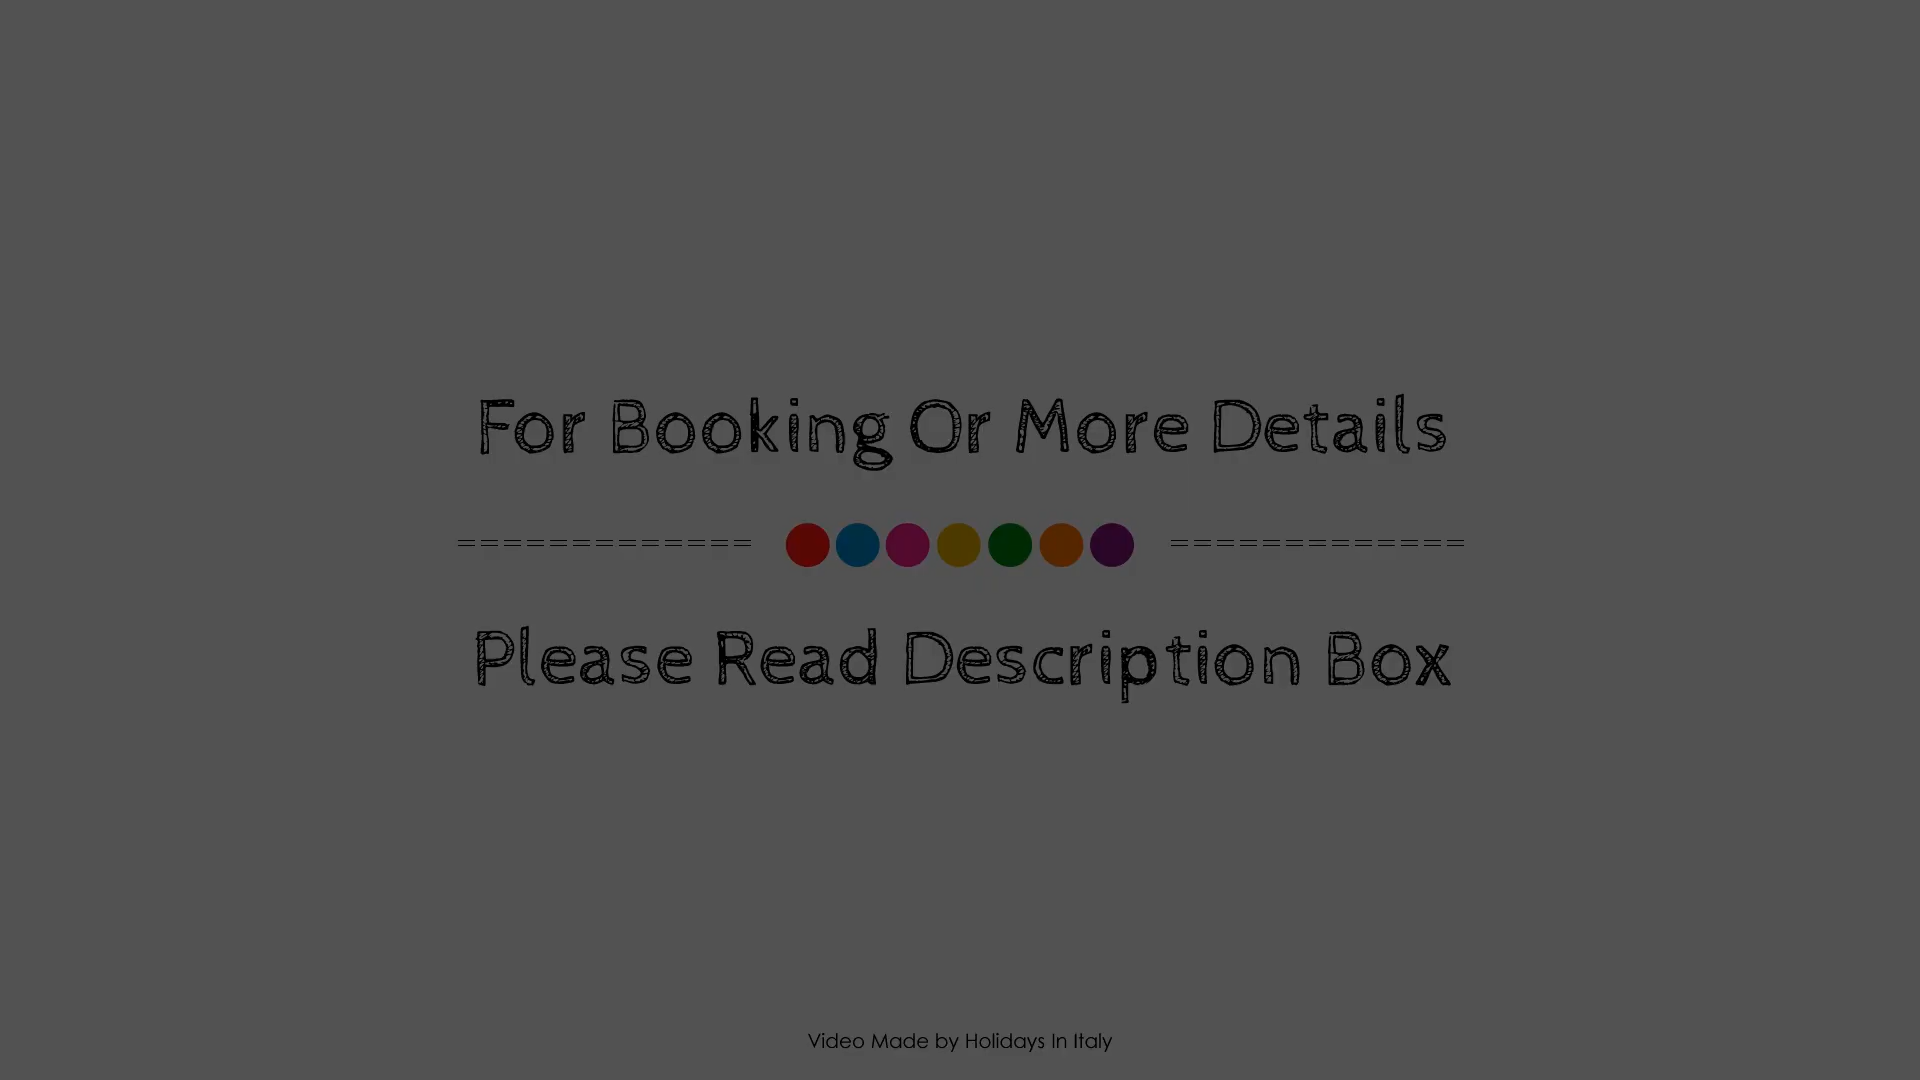 For Booking Or More Details
============= =============
Please Read Description Box
Video Made by Holidays In Italy